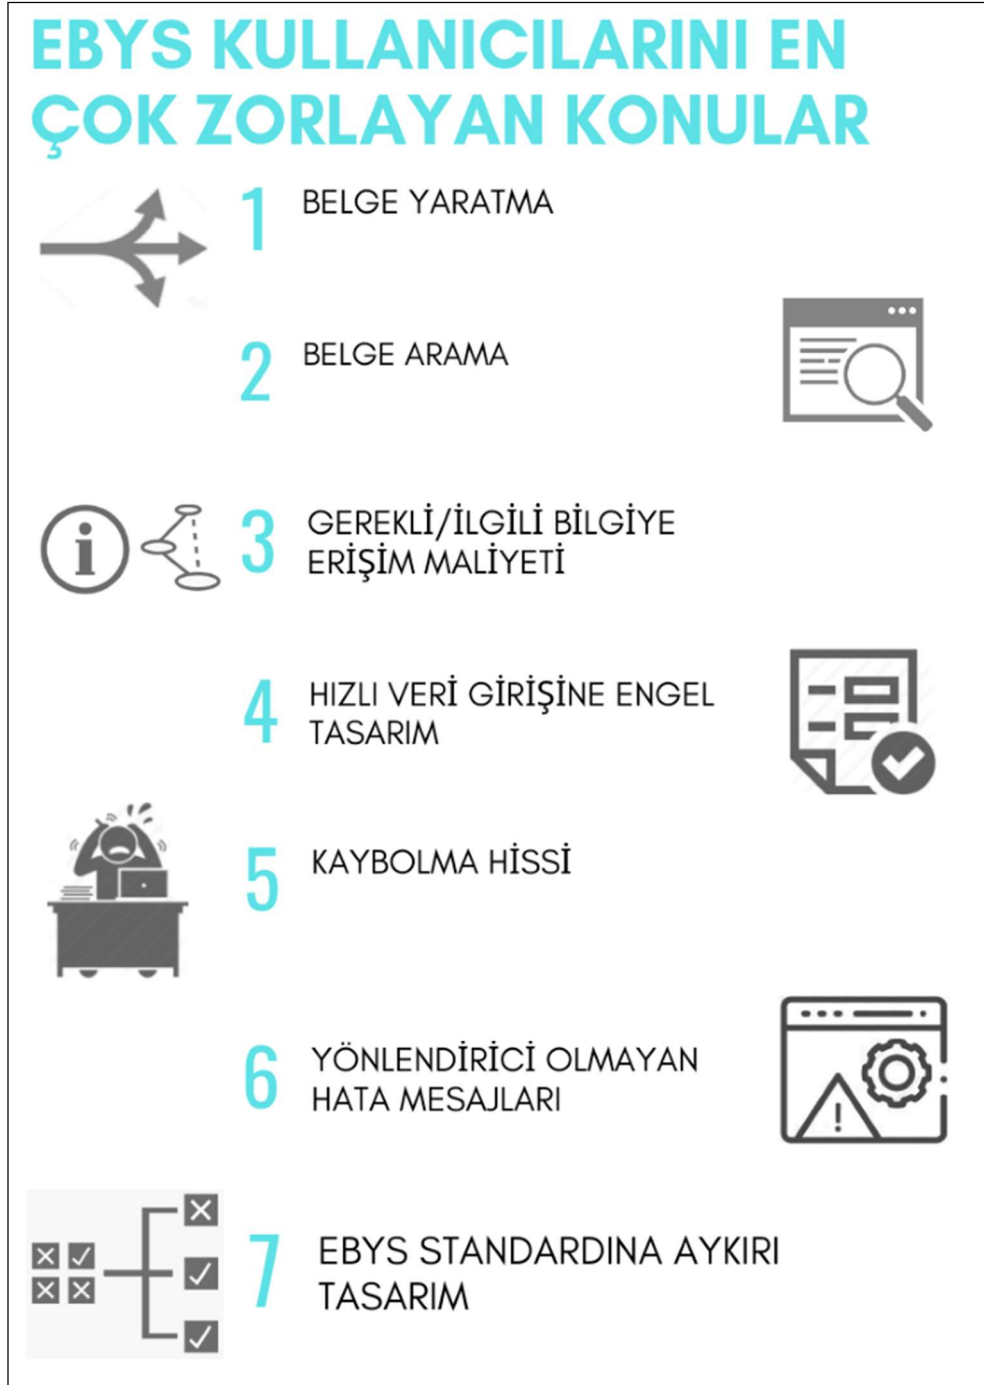 EBYS KULLANICILARINI EN
ÇOK ZORLAYAN KONULAR
1 BELGE YARATMA
2 BELGE ARAMA
3 GEREKLİ/İLGİLİ BİLGİYE
ERİŞİM MALİYETİ
4 HIZLI VERİ GİRİŞİNE ENGEL
TASARIM
5 KAYBOLMA HİSSİ
6 YÖNLENDİRİCİ OLMAYAN
HATA MESAJLARI
7 EBYS STANDARDINA AYKIRI
TASARIM